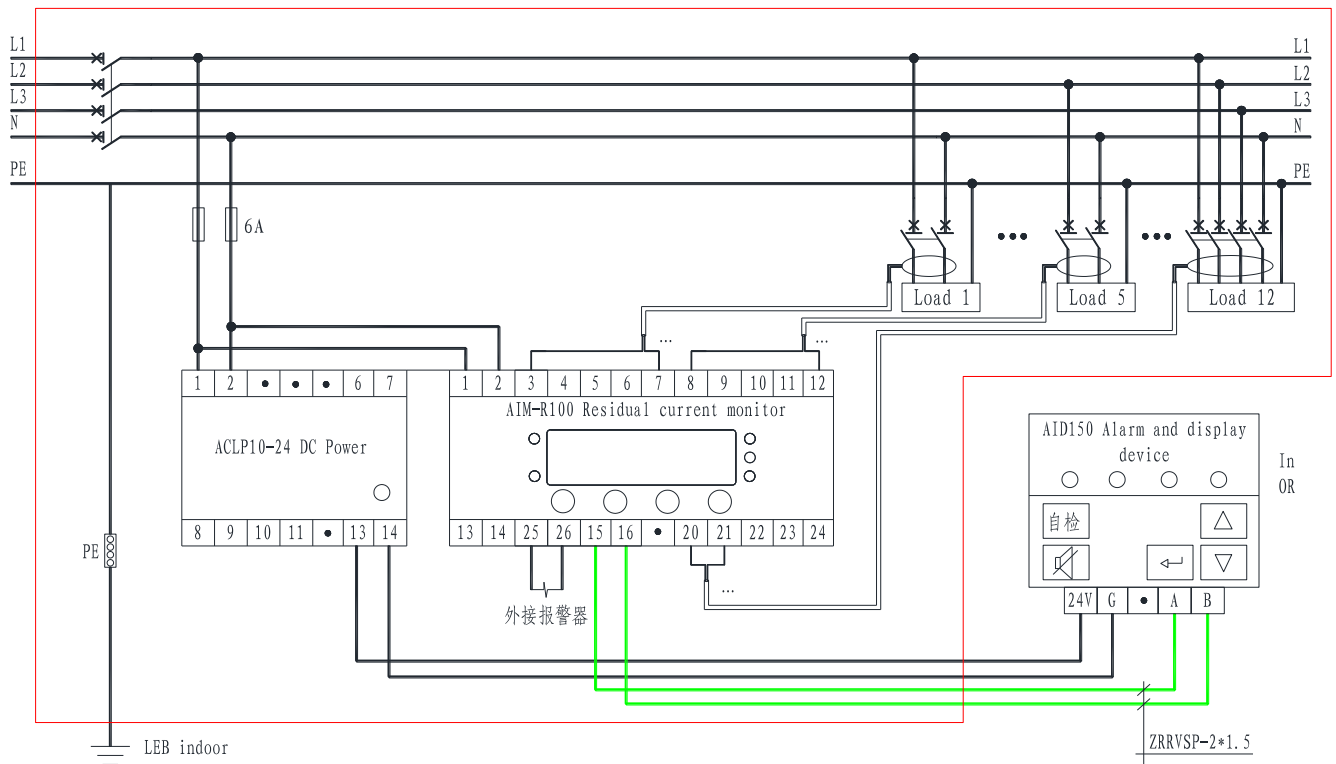 L1
L1
L2
L2
L3
L3
N
N
PE
PE
6A
Load 1
Load 5
Load 12
...
...
1 2 6 7
1 2 3 4 5 6 7 8 9 10 11 12
ACLP10-24 DC Power
AIM-R100 Residual current monitor
8 9 10 11 13 14
13 14 25 26 15 16 20 21 22 23 24
AID150 Alarm and display
device
In
OR
自检
24V G A B
PE
外接报警器
...
ZRRVSP-2*1.5
LEB indoor